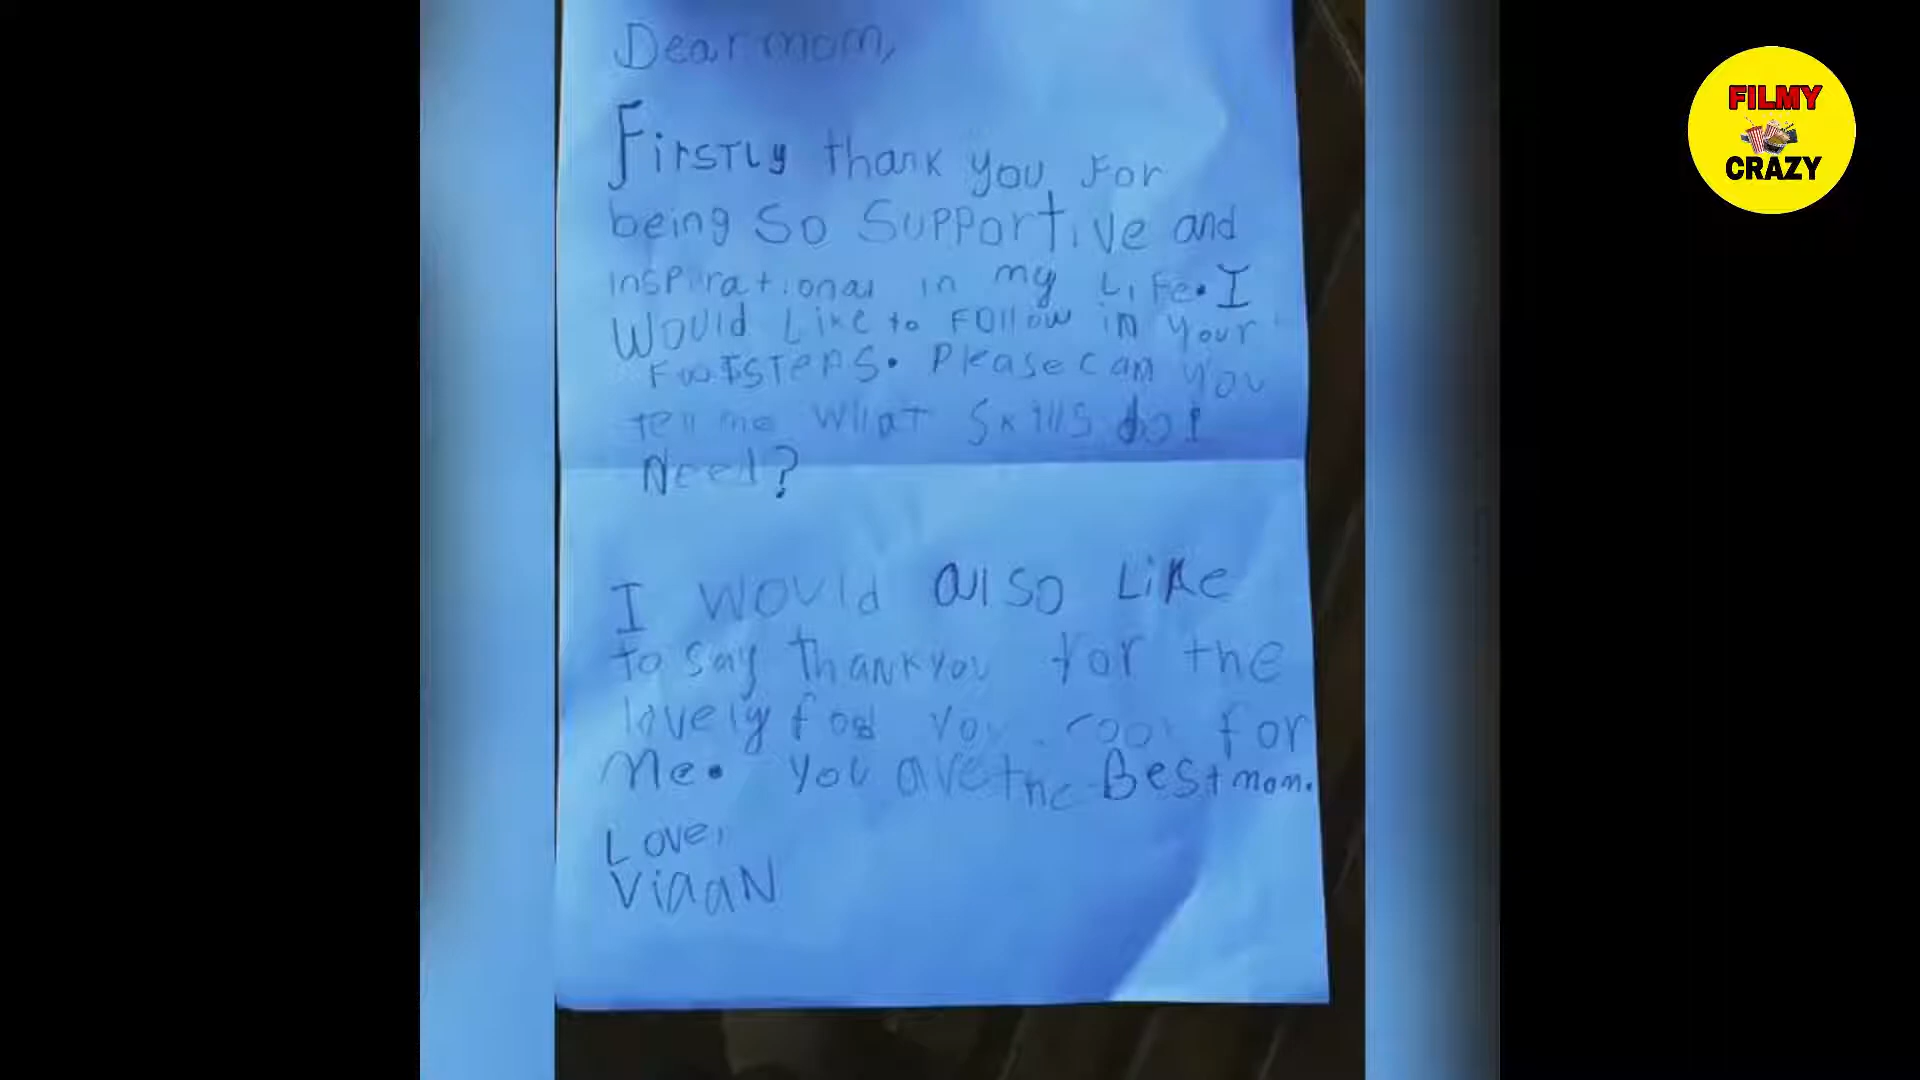 Dear mom,
Firstly thank you for
being so supportive and
inspirational in my life. I
would like to follow in your
footsteps. Please can you
tell me what skills do I
Need?
I would also like
to say thankyou for the
lovely food you cook for
Me. you are the Best mom.
Love,
Viaan
FILMY
CRAZY